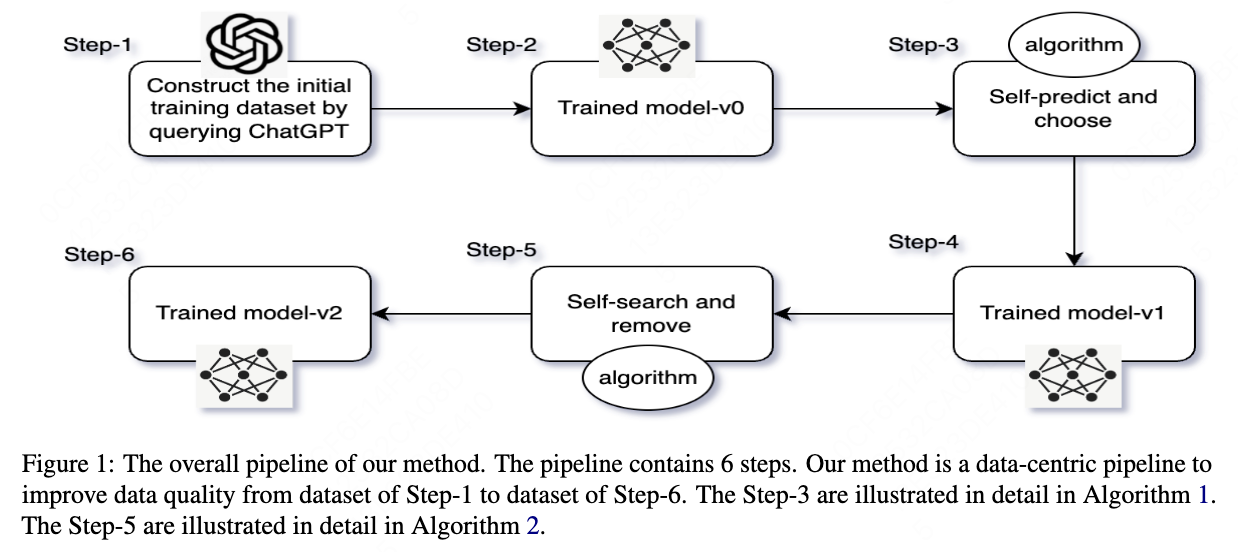 Step-1
Construct the initial
training dataset by
querying ChatGPT
Step-2
Trained model-v0
Step-3
algorithm
Self-predict and
choose
Step-4
Trained model-v1
Step-5
Self-search and
remove
algorithm
Step-6
Trained model-v2
Figure 1: The overall pipeline of our method. The pipeline contains 6 steps. Our method is a data-centric pipeline to
improve data quality from dataset of Step-1 to dataset of Step-6. The Step-3 are illustrated in detail in Algorithm 1.
The Step-5 are illustrated in detail in Algorithm 2.